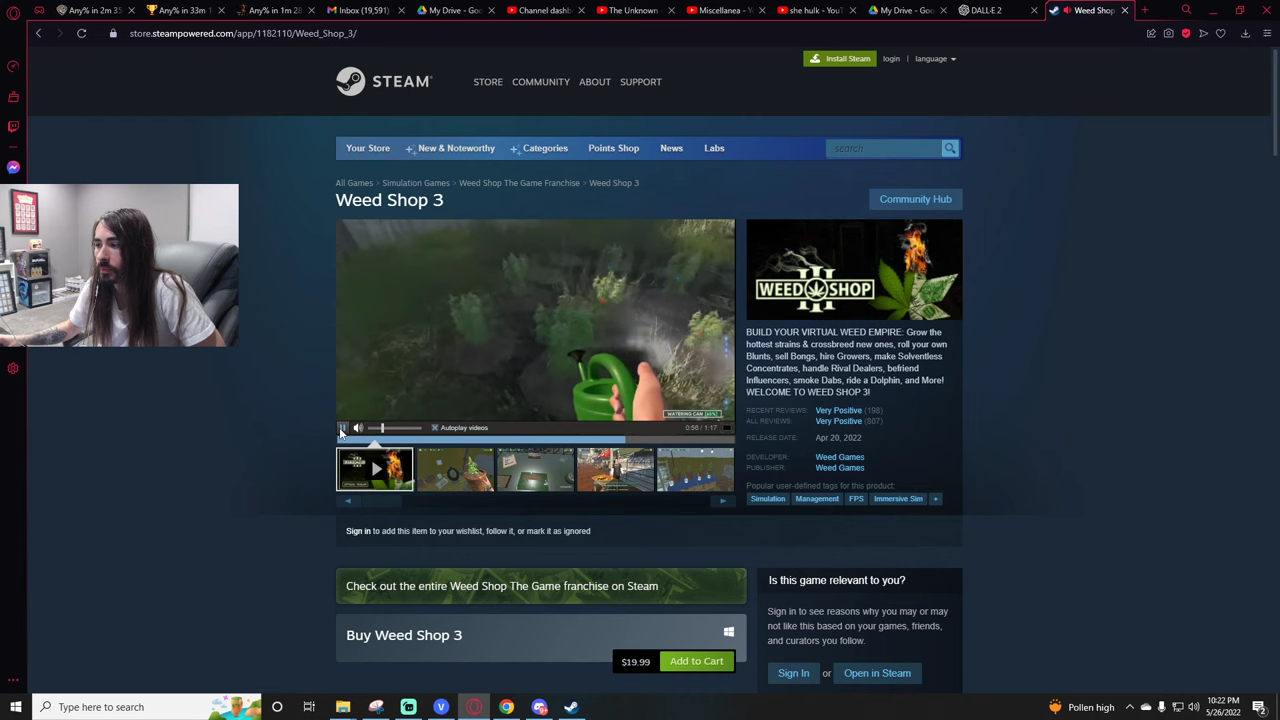 Any% in 2m 35
Any% in 1m 28
Any% in 33m
Inbox (19,591)
My Drive - Goo
Channel dashb
The Unknown
she hulk - YouT
My Drive - Goo
DALL·E 2
Weed Shop
store.steampowered.com/app/1182110/Weed_Shop_3/
Install Steam login | language
STEAM STORE COMMUNITY ABOUT SUPPORT
Your Store New & Noteworthy Categories Points Shop News Labs search
All Games > Simulation Games > Weed Shop The Game Franchise > Weed Shop 3
Weed Shop 3
Community Hub
WEED SHOP
III
BUILD YOUR VIRTUAL WEED EMPIRE: Grow the
hottest strains & crossbreed new ones, roll your own
Blunts, sell Bongs, hire Growers, make Solventless
Concentrates, handle Rival Dealers, befriend
Influencers, smoke Dabs, ride a Dolphin, and More!
WELCOME TO WEED SHOP 3!
RECENT REVIEWS: Very Positive (198)
ALL REVIEWS: Very Positive (807)
RELEASE DATE: Apr 20, 2022
DEVELOPER: Weed Games
PUBLISHER: Weed Games
Popular user-defined tags for this product:
Simulation Management FPS Immersive Sim +
WATERING CAN
Autoplay videos 0:56 / 1:17
Sign in to add this item to your wishlist, follow it, or mark it as ignored
Check out the entire Weed Shop The Game franchise on Steam
Buy Weed Shop 3
$19.99 Add to Cart
Is this game relevant to you?
Sign in to see reasons why you may or may
not like this based on your games, friends,
and curators you follow.
Sign In or Open in Steam
Type here to search
Pollen high
10:22 PM
5/26/2022